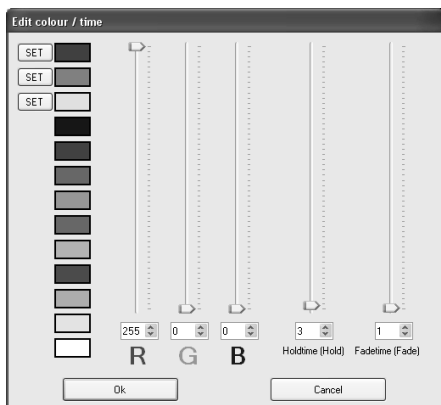 Edit colour / time
SET
SET
SET
255 0 0 3 1
R G B Holdtime (Hold) Fadetime (Fade)
Ok Cancel